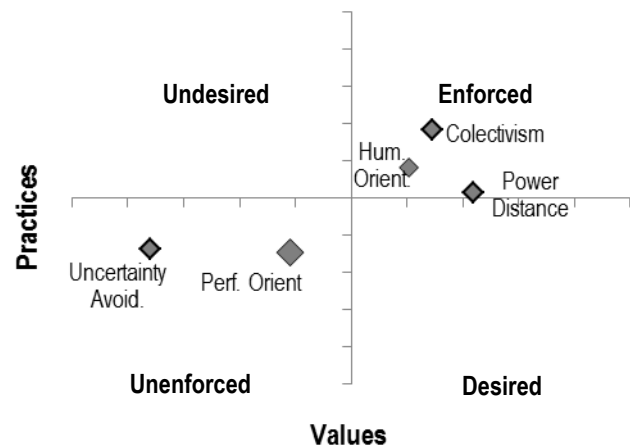 Undesired
Enforced
Colectivism
Hum.
Orient.
Power
Distance
Practices
Uncertainty
Avoid.
Perf. Orient
Unenforced
Desired
Values